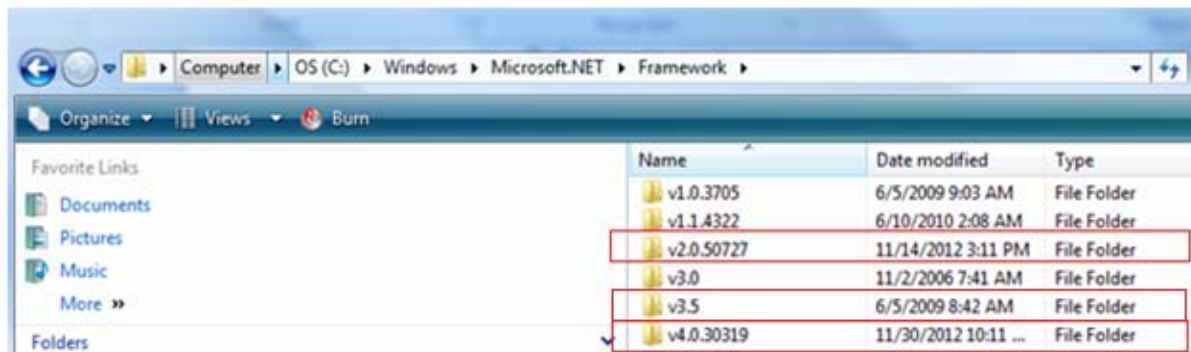 Computer OS (C:) Windows Microsoft.NET Framework
Organize Views Burn
Favorite Links
Documents
Pictures
Music
More »
Folders
Name Date modified Type
v1.0.3705 6/5/2009 9:03 AM File Folder
v1.1.4322 6/10/2010 2:08 AM File Folder
v2.0.50727 11/14/2012 3:11 PM File Folder
v3.0 11/2/2006 7:41 AM File Folder
v3.5 6/5/2009 8:42 AM File Folder
v4.0.30319 11/30/2012 10:11 ... File Folder